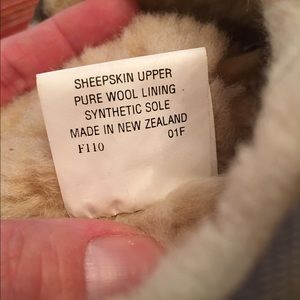 SHEEPSKIN UPPER
PURE WOOL LINING
SYNTHETIC SOLE
MADE IN NEW ZEALAND
F110 01F